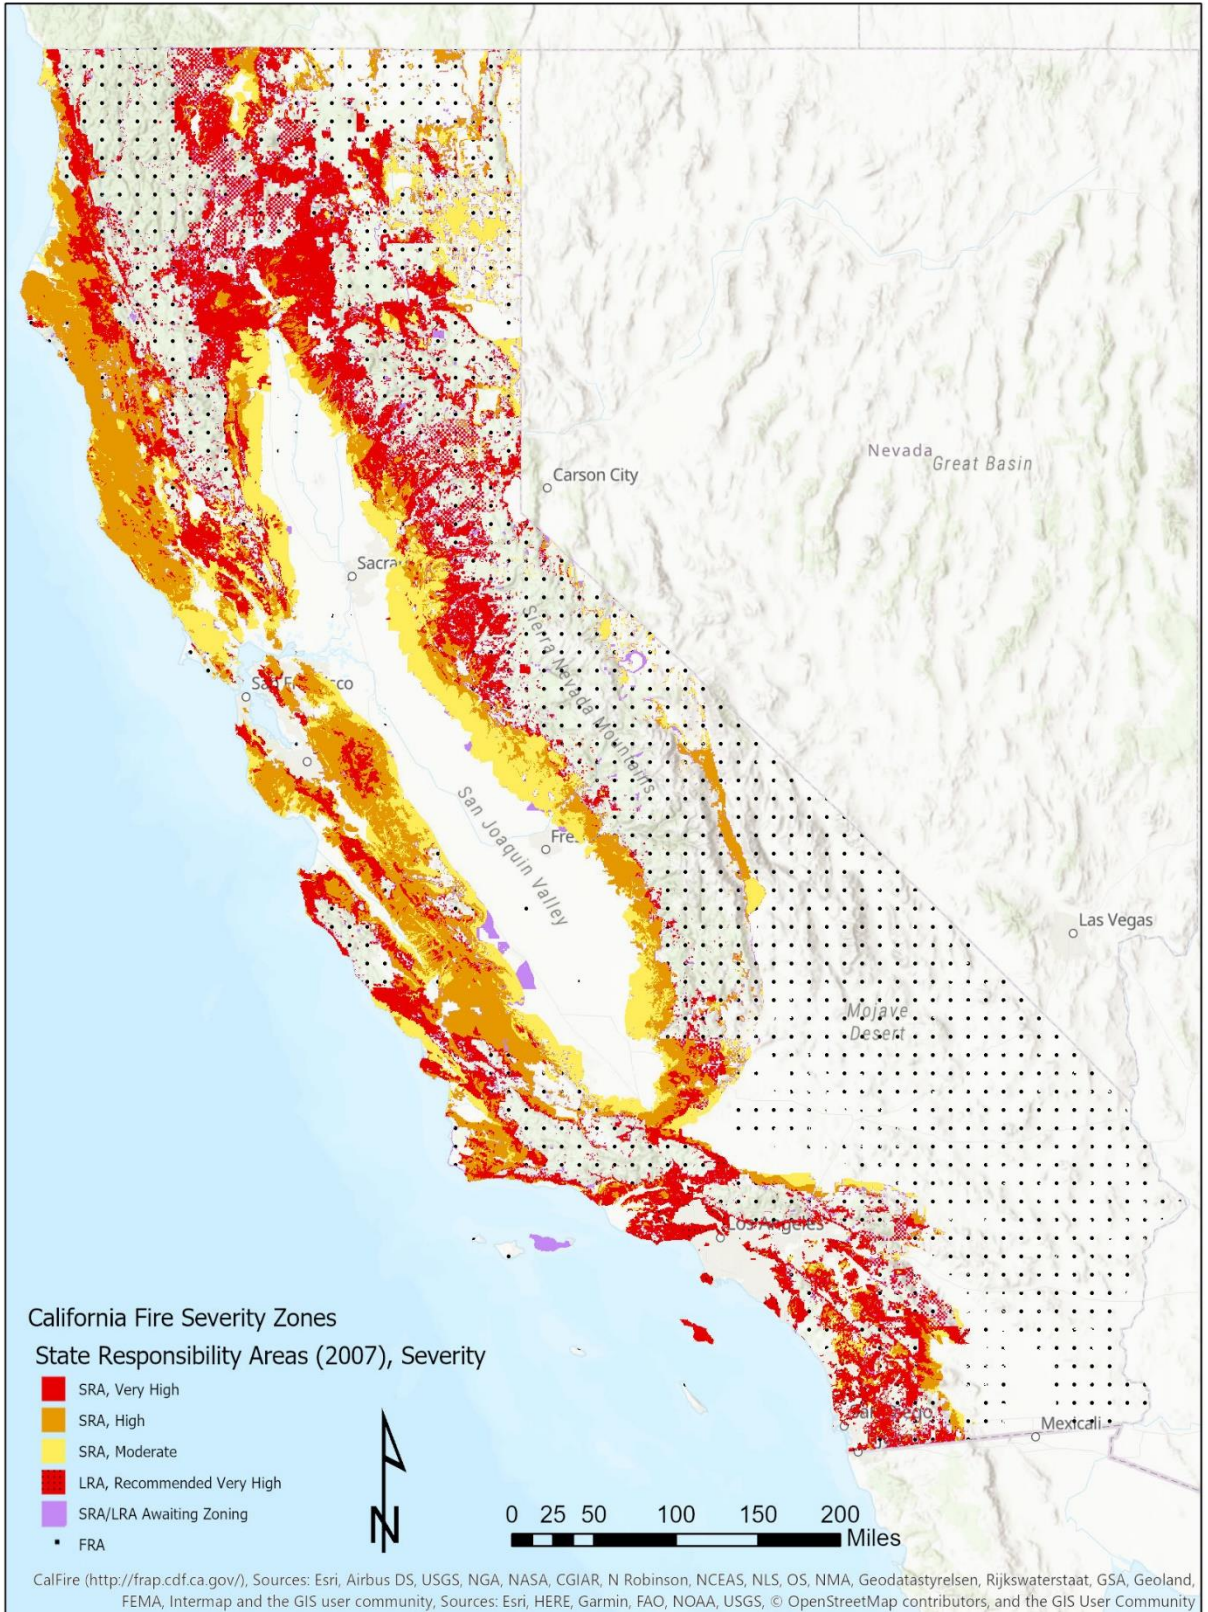 Nevada
Great Basin
Carson City
Sacra
Sierra Nevada Mountains
San Joaquin Valley
Las Vegas
Mojave
Desert
Los Angeles
Mexicali
California Fire Severity Zones
State Responsibility Areas (2007), Severity
SRA, Very High
SRA, High
SRA, Moderate
LRA, Recommended Very High
SRA/LRA Awaiting Zoning
FRA
N
0 25 50 100 150 200
Miles
CalFire (http://frap.cdf.ca.gov/), Sources: Esri, Airbus DS, USGS, NGA, NASA, CGIAR, N Robinson, NCEAS, NLS, OS, NMA, Geodatastyrelsen, Rijkswaterstaat, GSA, Geoland,
FEMA, Intermap and the GIS user community, Sources: Esri, HERE, Garmin, FAO, NOAA, USGS, © OpenStreetMap contributors, and the GIS User Community